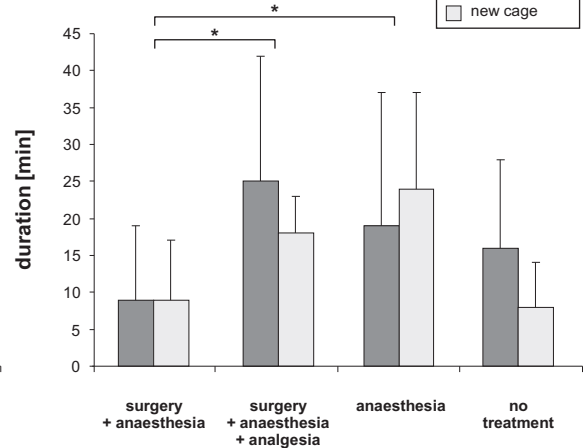 new cage
*
*
45
40
35
30
25
20
15
10
5
0
duration [min]
surgery
+ anaesthesia
surgery
+ anaesthesia
+ analgesia
anaesthesia
no
treatment